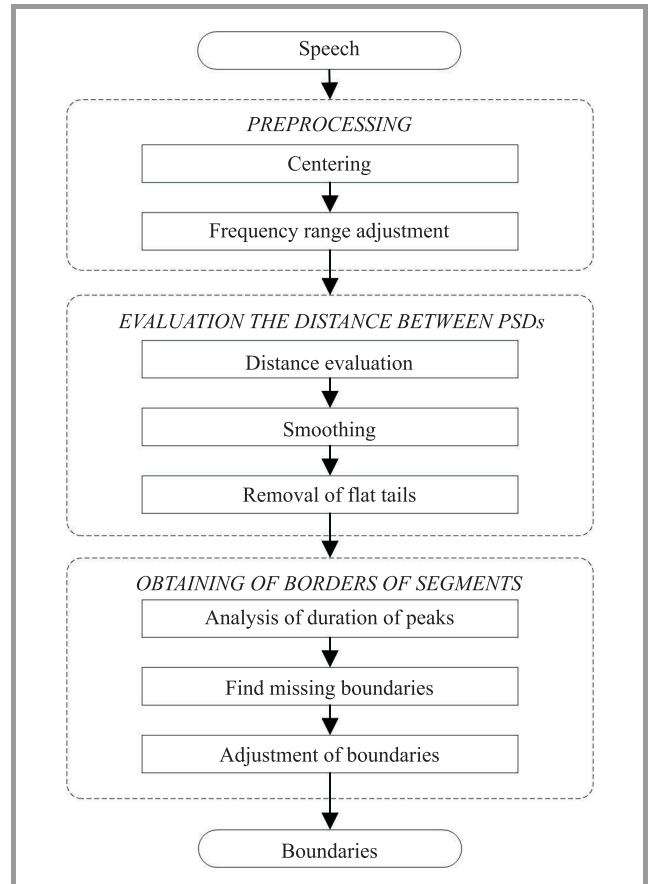 Speech
PREPROCESSING
Centering
Frequency range adjustment
EVALUATION THE DISTANCE BETWEEN PSDs
Distance evaluation
Smoothing
Removal of flat tails
OBTAINING OF BORDERS OF SEGMENTS
Analysis of duration of peaks
Find missing boundaries
Adjustment of boundaries
Boundaries